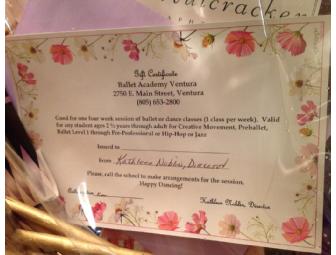 Nutcracker
Gift Certificate
Ballet Academy Ventura
2750 E. Main Street, Ventura
(805) 653-2800
Good for one four week session of ballet or dance classes (1 class per week). Valid
for any student ages 2 ½ years through adult for Creative Movement, Preballet,
Ballet Level 1 through Pre-Professional or Hip-Hop or Jazz
Issued to
from Kathleen Noblin, Director
Please, call the school to make arrangements for the session.
Happy Dancing!
Kathleen Noblin, Director